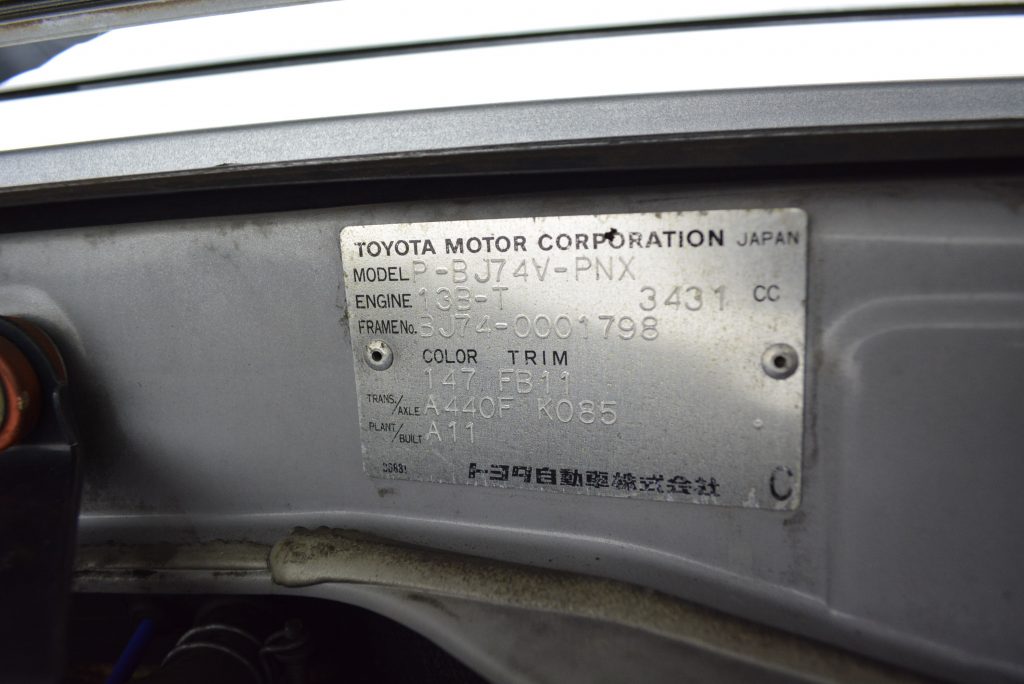 TOYOTA MOTOR CORPORATION JAPAN
MODEL P-BJ74V-PNX
ENGINE 13B-T 3431 CC
FRAME No. BJ74-0001798
COLOR TRIM
147 FB11
TRANS./AXLE A440F K085
PLANT/BUILT A11
トヨタ自動車株式会社 C